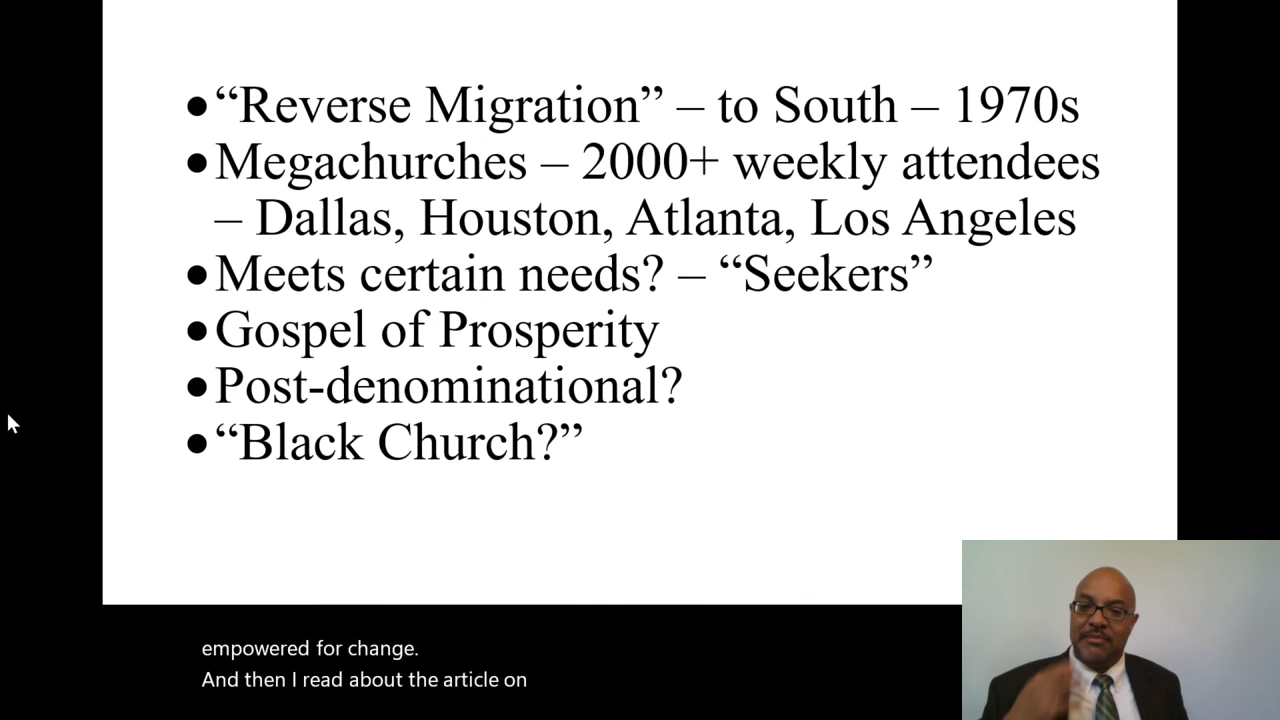 •“Reverse Migration” – to South – 1970s
•Megachurches – 2000+ weekly attendees
– Dallas, Houston, Atlanta, Los Angeles
•Meets certain needs? – “Seekers”
•Gospel of Prosperity
•Post-denominational?
•“Black Church?”
empowered for change.
And then I read about the article on